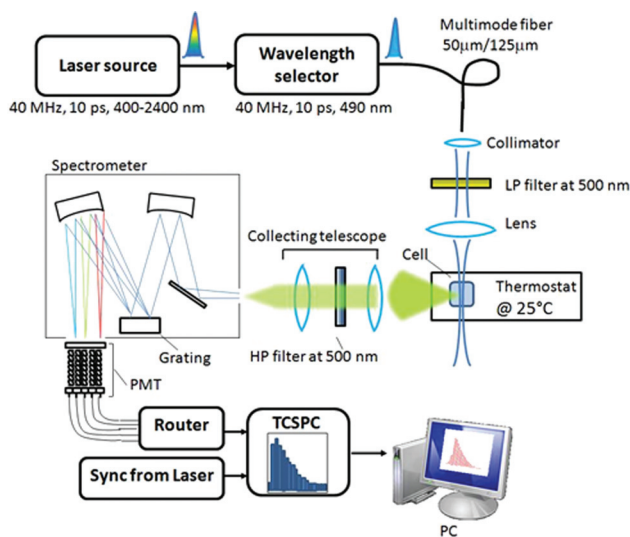 Multimode fiber
50μm/125μm
Laser source
Wavelength
selector
40 MHz, 10 ps, 400-2400 nm
40 MHz, 10 ps, 490 nm
Collimator
Spectrometer
LP filter at 500 nm
Lens
Collecting telescope
Cell
Thermostat
@ 25°C
Grating
HP filter at 500 nm
PMT
Router
TCSPC
Sync from Laser
PC